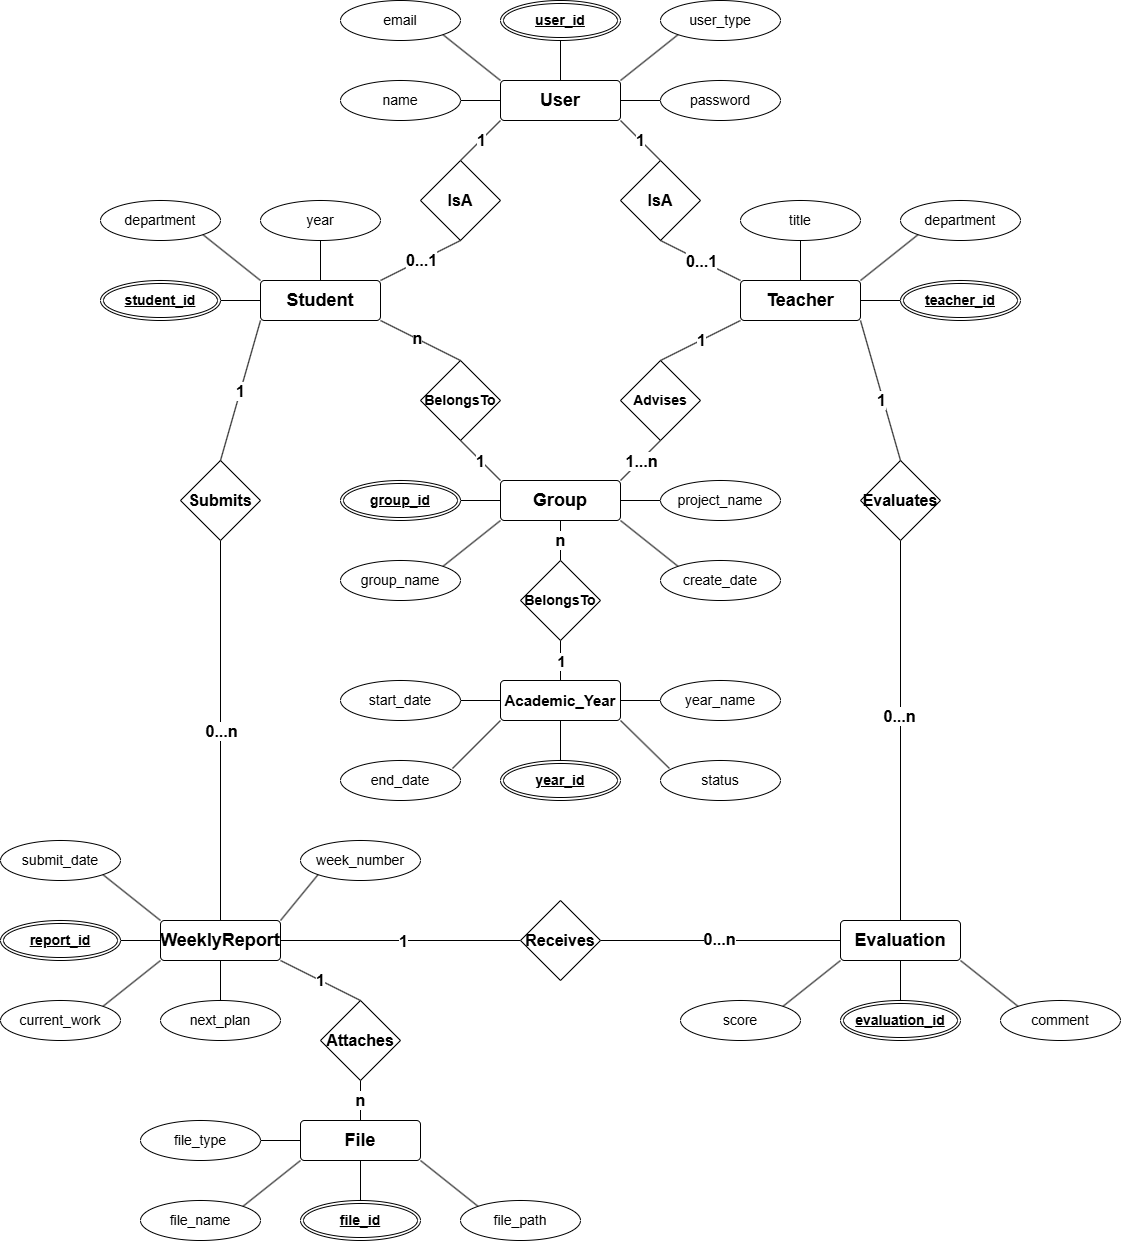 email
user_id
user_type
name
User
password
1
1
IsA
IsA
department
year
title
department
0...1
0...1
student_id
Student
Teacher
teacher_id
n
1
1
BelongsTo
Advises
1
1
1...n
Submits
group_id
Group
project_name
Evaluates
n
group_name
create_date
BelongsTo
1
start_date
Academic_Year
year_name
0...n
0...n
end_date
year_id
status
submit_date
week_number
report_id
WeeklyReport
1
Receives
0...n
Evaluation
1
current_work
next_plan
score
evaluation_id
comment
Attaches
n
file_type
File
file_name
file_id
file_path